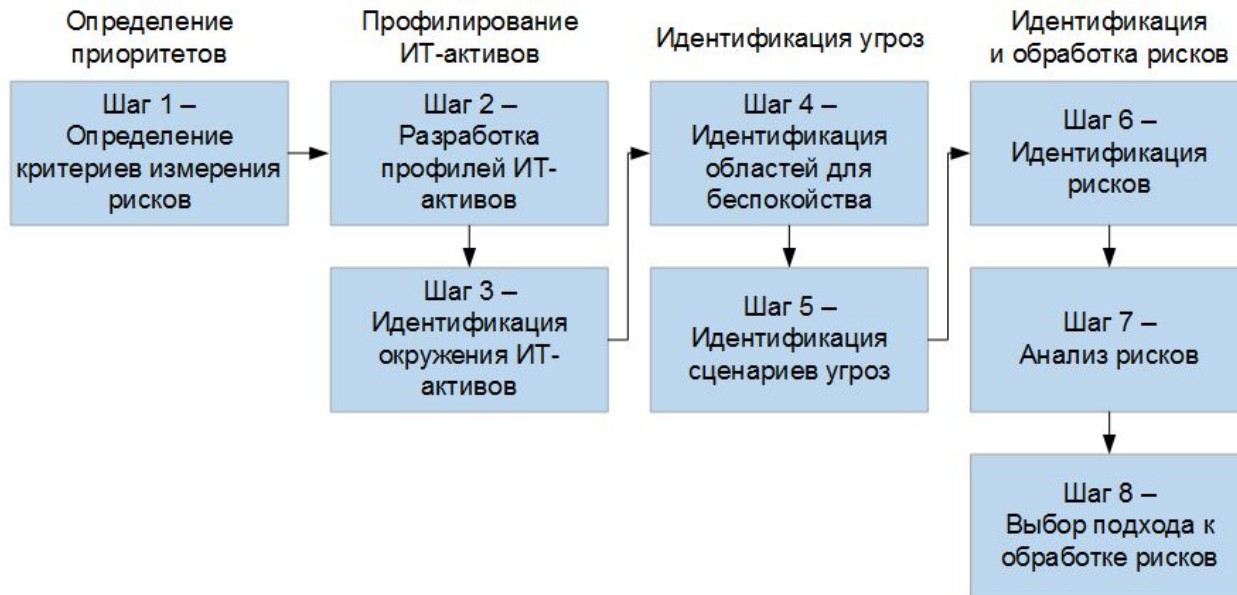 Определение
приоритетов
Шаг 1 –
Определение
критериев измерения
рисков
Профилирование
ИТ-активов
Шаг 2 –
Разработка
профилей ИТ-
активов
Шаг 3 –
Идентификация
окружения ИТ-
активов
Идентификация угроз
Шаг 4 –
Идентификация
областей для
беспокойства
Шаг 5 –
Идентификация
сценариев угроз
Идентификация
и обработка рисков
Шаг 6 –
Идентификация
рисков
Шаг 7 –
Анализ рисков
Шаг 8 –
Выбор подхода к
обработке рисков